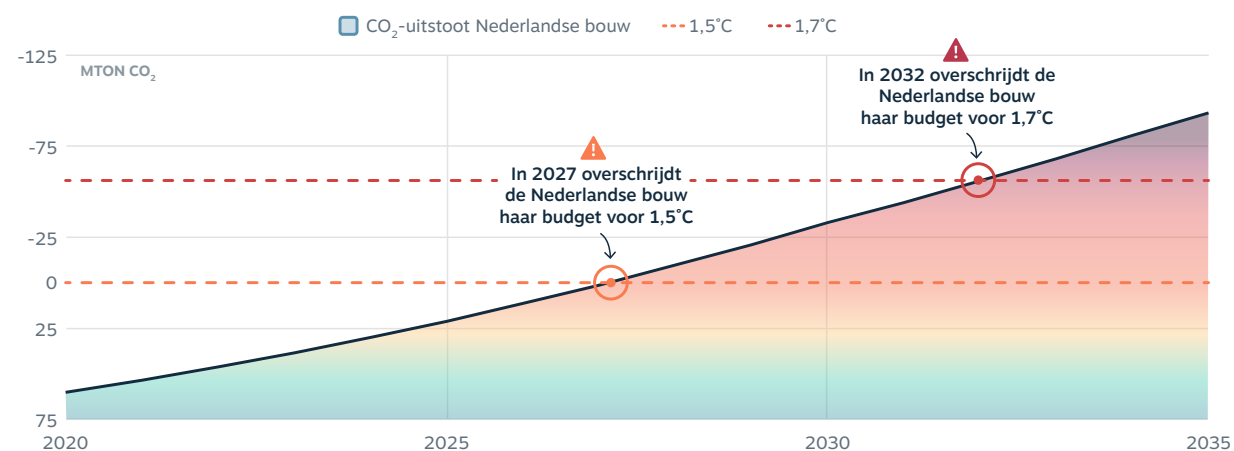 CO₂-uitstoot Nederlandse bouw
1,5˚C
1,7˚C
-125
MTON CO₂
In 2032 overschrijdt de
Nederlandse bouw
haar budget voor 1,7˚C
-75
In 2027 overschrijdt
de Nederlandse bouw
haar budget voor 1,5˚C
-25
0
25
75
2020
2025
2030
2035